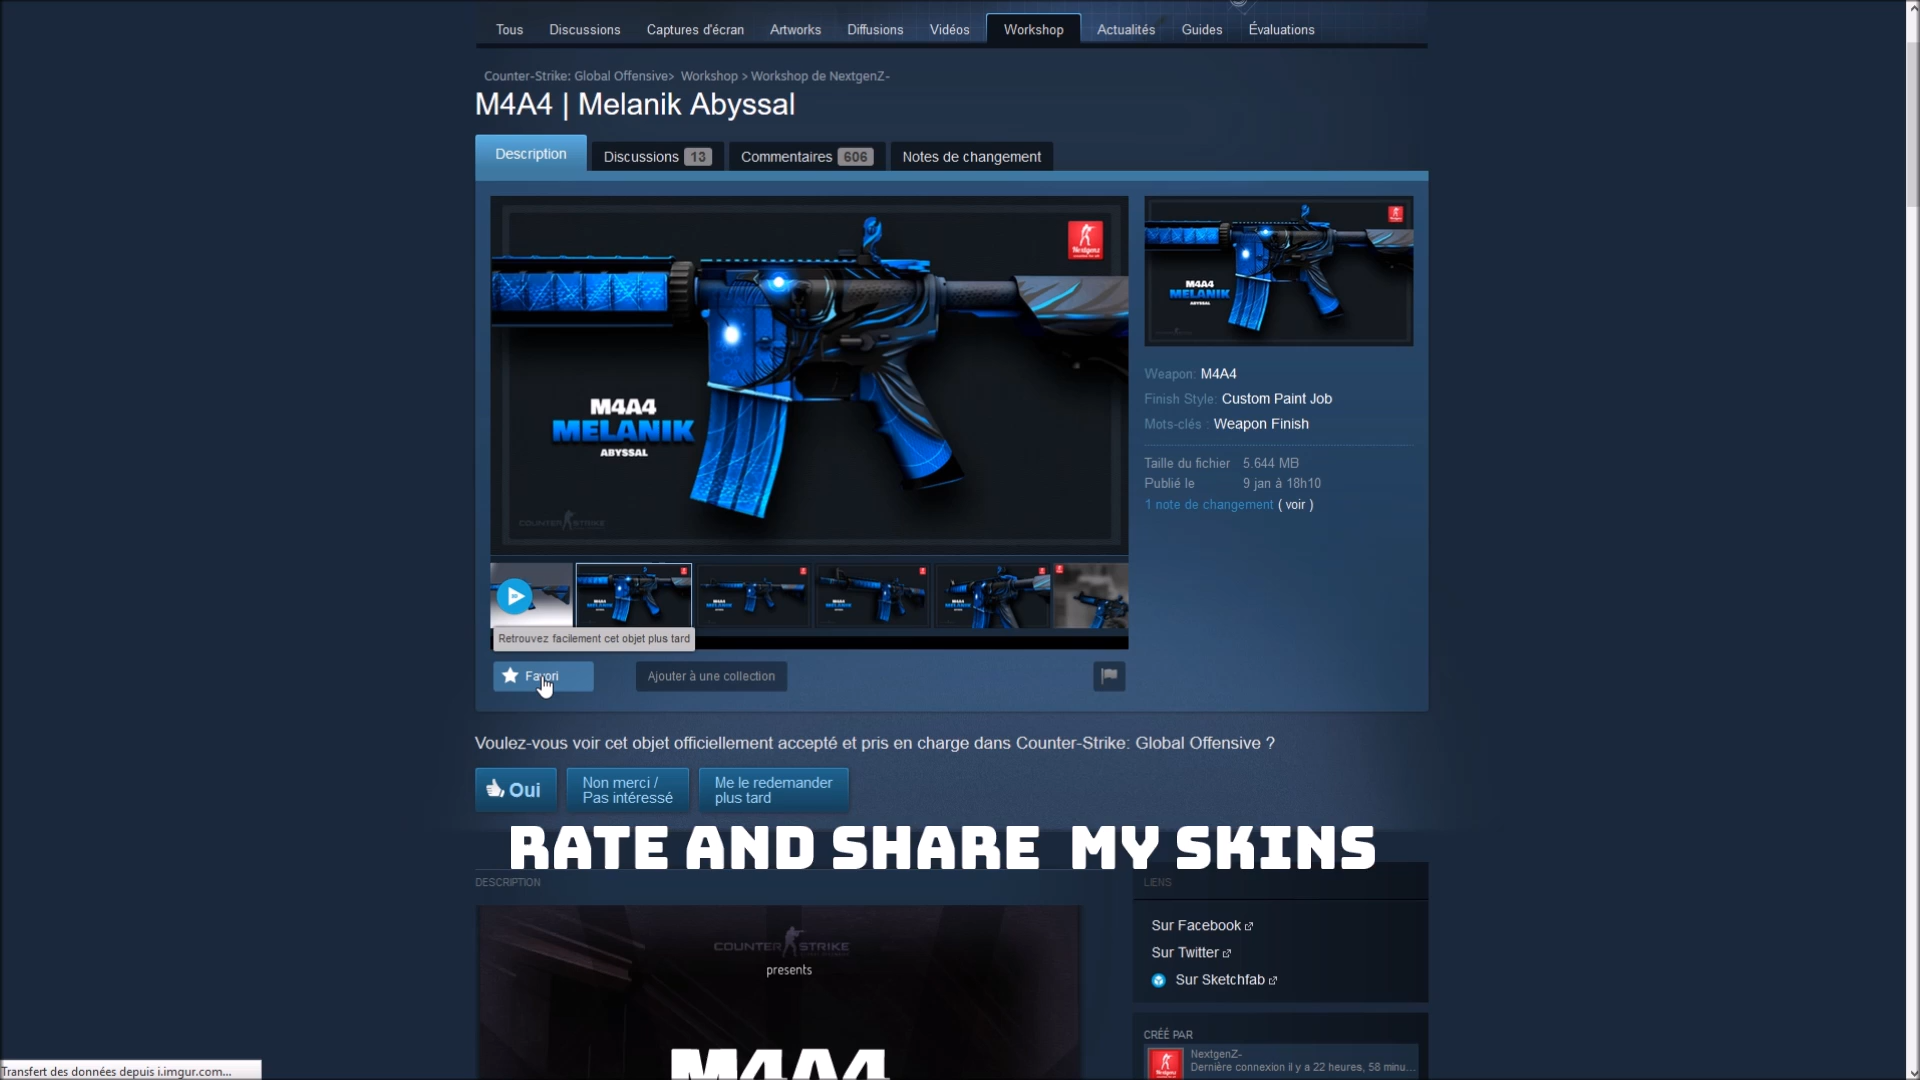 Tous Discussions Captures d'écran Artworks Diffusions Vidéos Workshop Actualités Guides Évaluations
Counter-Strike: Global Offensive> Workshop > Workshop de NextgenZ-
M4A4 | Melanik Abyssal
Description Discussions 13 Commentaires 606 Notes de changement
Nextgenz
M4A4
MELANIK
ABYSSAL
COUNTER STRIKE
M4A4
MELANIK
ABYSSAL
Weapon: M4A4
Finish Style: Custom Paint Job
Mots-clés : Weapon Finish
Taille du fichier 5.644 MB
Publié le 9 jan à 18h10
1 note de changement ( voir )
Retrouvez facilement cet objet plus tard
Favori Ajouter à une collection
Voulez-vous voir cet objet officiellement accepté et pris en charge dans Counter-Strike: Global Offensive ?
Oui
Non merci /
Pas intéressé
Me le redemander
plus tard
RATE AND SHARE MY SKINS
DESCRIPTION
COUNTER STRIKE
presents
M4A4
LIENS
Sur Facebook
Sur Twitter
Sur Sketchfab
CRÉÉ PAR
NextgenZ-
Dernière connexion il y a 22 heures, 58 minu...
Transfert des données depuis i.imgur.com...